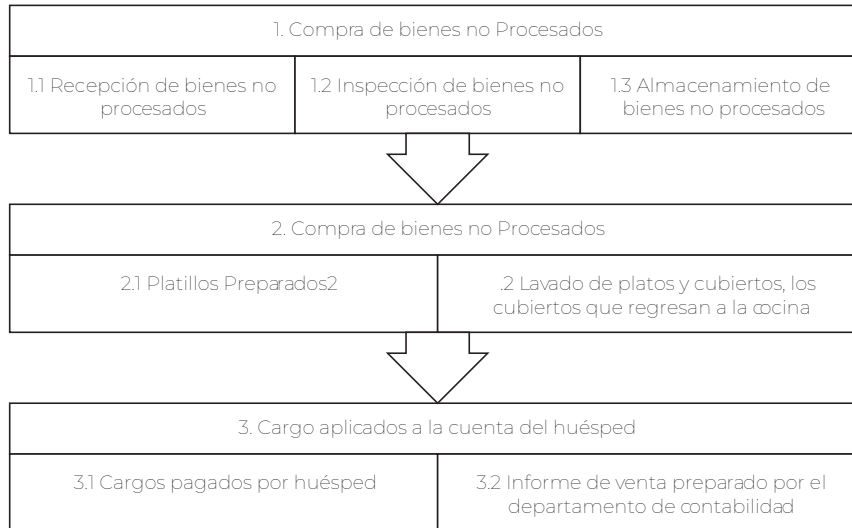 1. Compra de bienes no Procesados
1.1 Recepción de bienes no
procesados
1.2 Inspección de bienes no
procesados
1.3 Almacenamiento de
bienes no procesados
2. Compra de bienes no Procesados
2.1 Platillos Preparados2
.2 Lavado de platos y cubiertos, los
cubiertos que regresan a la cocina
3. Cargo aplicados a la cuenta del huésped
3.1 Cargos pagados por huésped
3.2 Informe de venta preparado por el
departamento de contabilidad